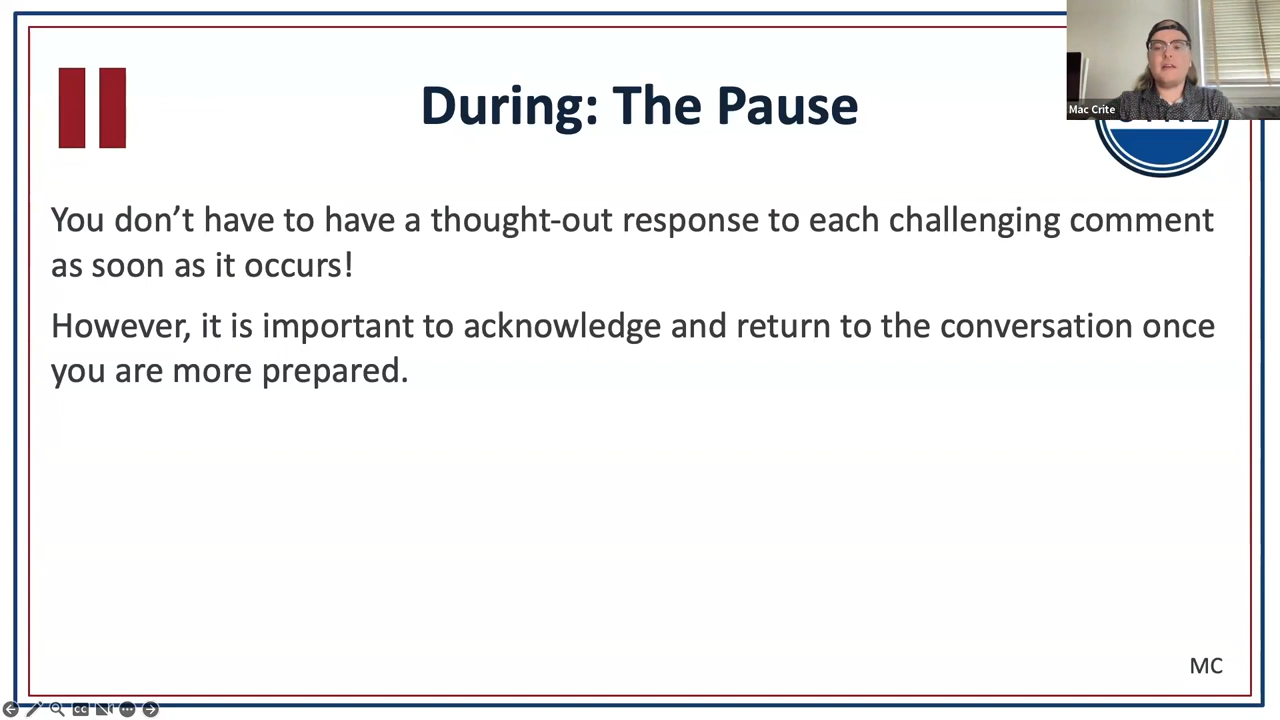 During: The Pause
Mac Crite
You don't have to have a thought-out response to each challenging comment
as soon as it occurs!
However, it is important to acknowledge and return to the conversation once
you are more prepared.
MC
CC